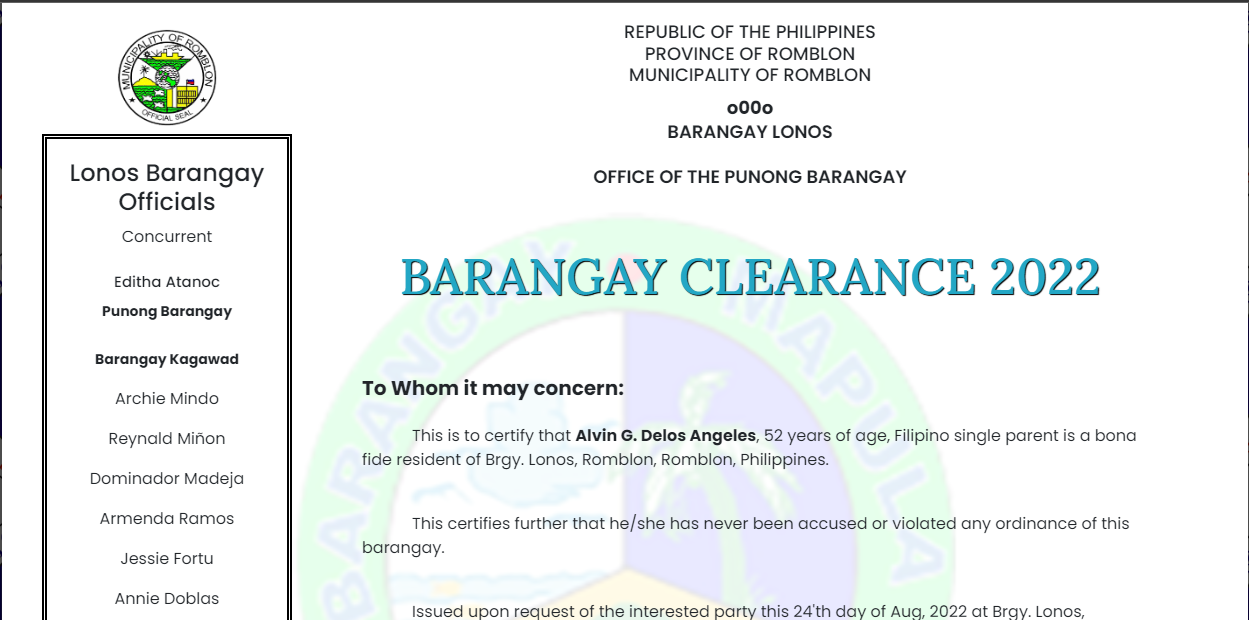 MUNICIPALITY OF ROMBLON
OFFICIAL SEAL
REPUBLIC OF THE PHILIPPINES
PROVINCE OF ROMBLON
MUNICIPALITY OF ROMBLON
o00o
BARANGAY LONOS
OFFICE OF THE PUNONG BARANGAY
Lonos Barangay
Officials
Concurrent
Editha Atanoc
Punong Barangay
Barangay Kagawad
Archie Mindo
Reynald Miñon
Dominador Madeja
Armenda Ramos
Jessie Fortu
Annie Doblas
BARANGAY MAPULA
BARANGAY CLEARANCE 2022
To Whom it may concern:
This is to certify that Alvin G. Delos Angeles, 52 years of age, Filipino single parent is a bona
fide resident of Brgy. Lonos, Romblon, Romblon, Philippines.
This certifies further that he/she has never been accused or violated any ordinance of this
barangay.
Issued upon request of the interested party this 24'th day of Aug, 2022 at Brgy. Lonos,